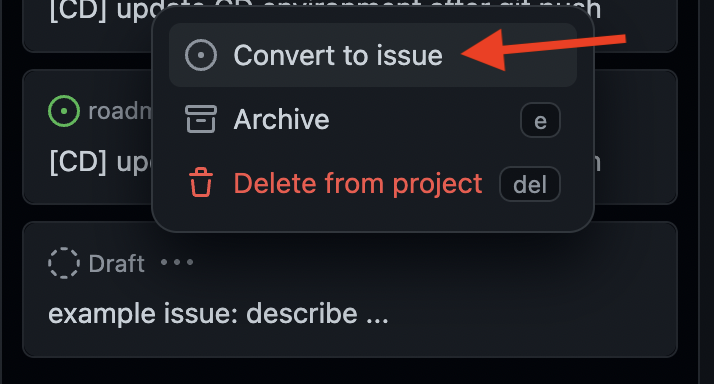 [CD] update CD environment after git push
Convert to issue
roadm
Archive e
[CD] up
Delete from project del
Draft
example issue: describe ...